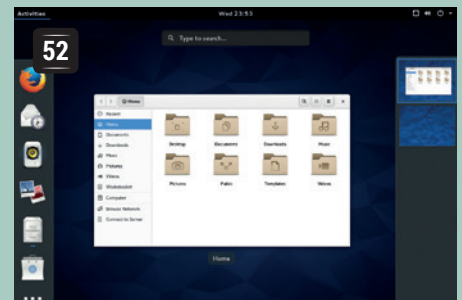 Activities
Wed 23:53
52
Type to search...
Home
Recent
Home
Documents
Downloads
Music
Pictures
Videos
Wastebasket
Computer
Browse Network
Connect to Server
Desktop
Documents
Downloads
Music
Pictures
Public
Templates
Videos
Home